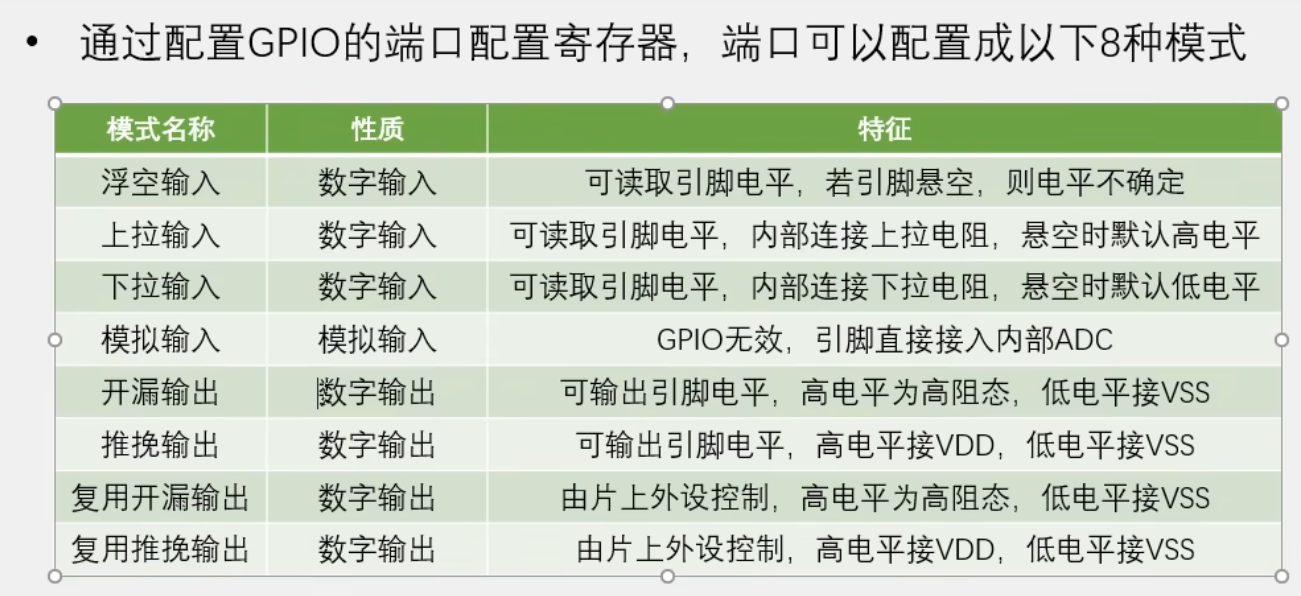 • 通过配置GPIO的端口配置寄存器，端口可以配置成以下8种模式
模式名称 性质 特征
浮空输入 数字输入 可读取引脚电平，若引脚悬空，则电平不确定
上拉输入 数字输入 可读取引脚电平，内部连接上拉电阻，悬空时默认高电平
下拉输入 数字输入 可读取引脚电平，内部连接下拉电阻，悬空时默认低电平
模拟输入 模拟输入 GPIO无效，引脚直接接入内部ADC
开漏输出 数字输出 可输出引脚电平，高电平为高阻态，低电平接VSS
推挽输出 数字输出 可输出引脚电平，高电平接VDD，低电平接VSS
复用开漏输出 数字输出 由片上外设控制，高电平为高阻态，低电平接VSS
复用推挽输出 数字输出 由片上外设控制，高电平接VDD，低电平接VSS